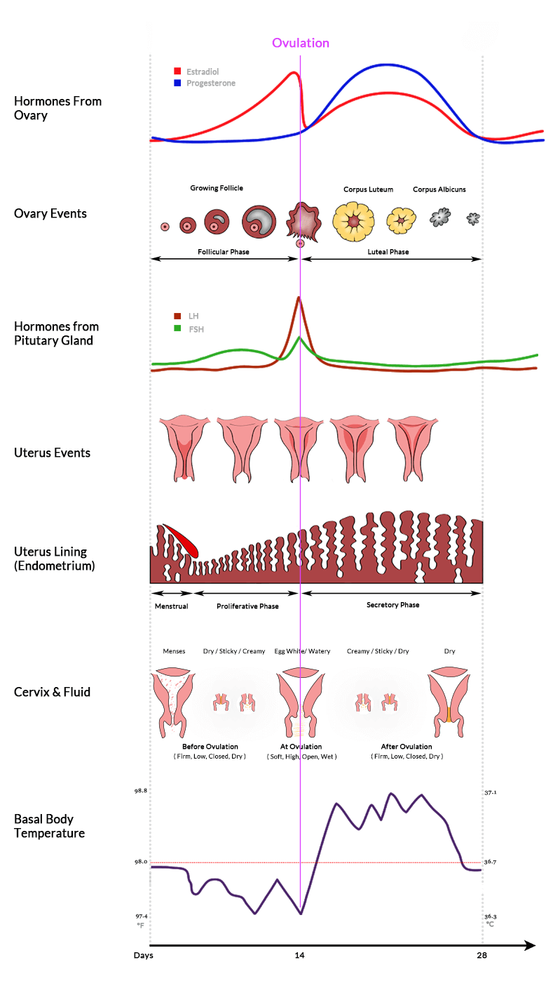 Ovulation
Estradiol
Progesterone
Hormones From
Ovary
Growing Follicle
Corpus Luteum
Corpus Albicuns
Ovary Events
Follicular Phase
Luteal Phase
LH
FSH
Hormones from
Pitutary Gland
Uterus Events
Uterus Lining
(Endometrium)
Menstrual
Proliferative Phase
Secretory Phase
Menses
Dry / Sticky / Creamy
Egg White/ Watery
Creamy / Sticky / Dry
Dry
Cervix & Fluid
Before Ovulation
( Firm, Low, Closed, Dry )
At Ovulation
( Soft, High, Open, Wet )
After Ovulation
( Firm, Low, Closed, Dry )
98.8
37.1
Basal Body
Temperature
98.0
36.7
97.4
36.3
°F
°C
Days
14
28